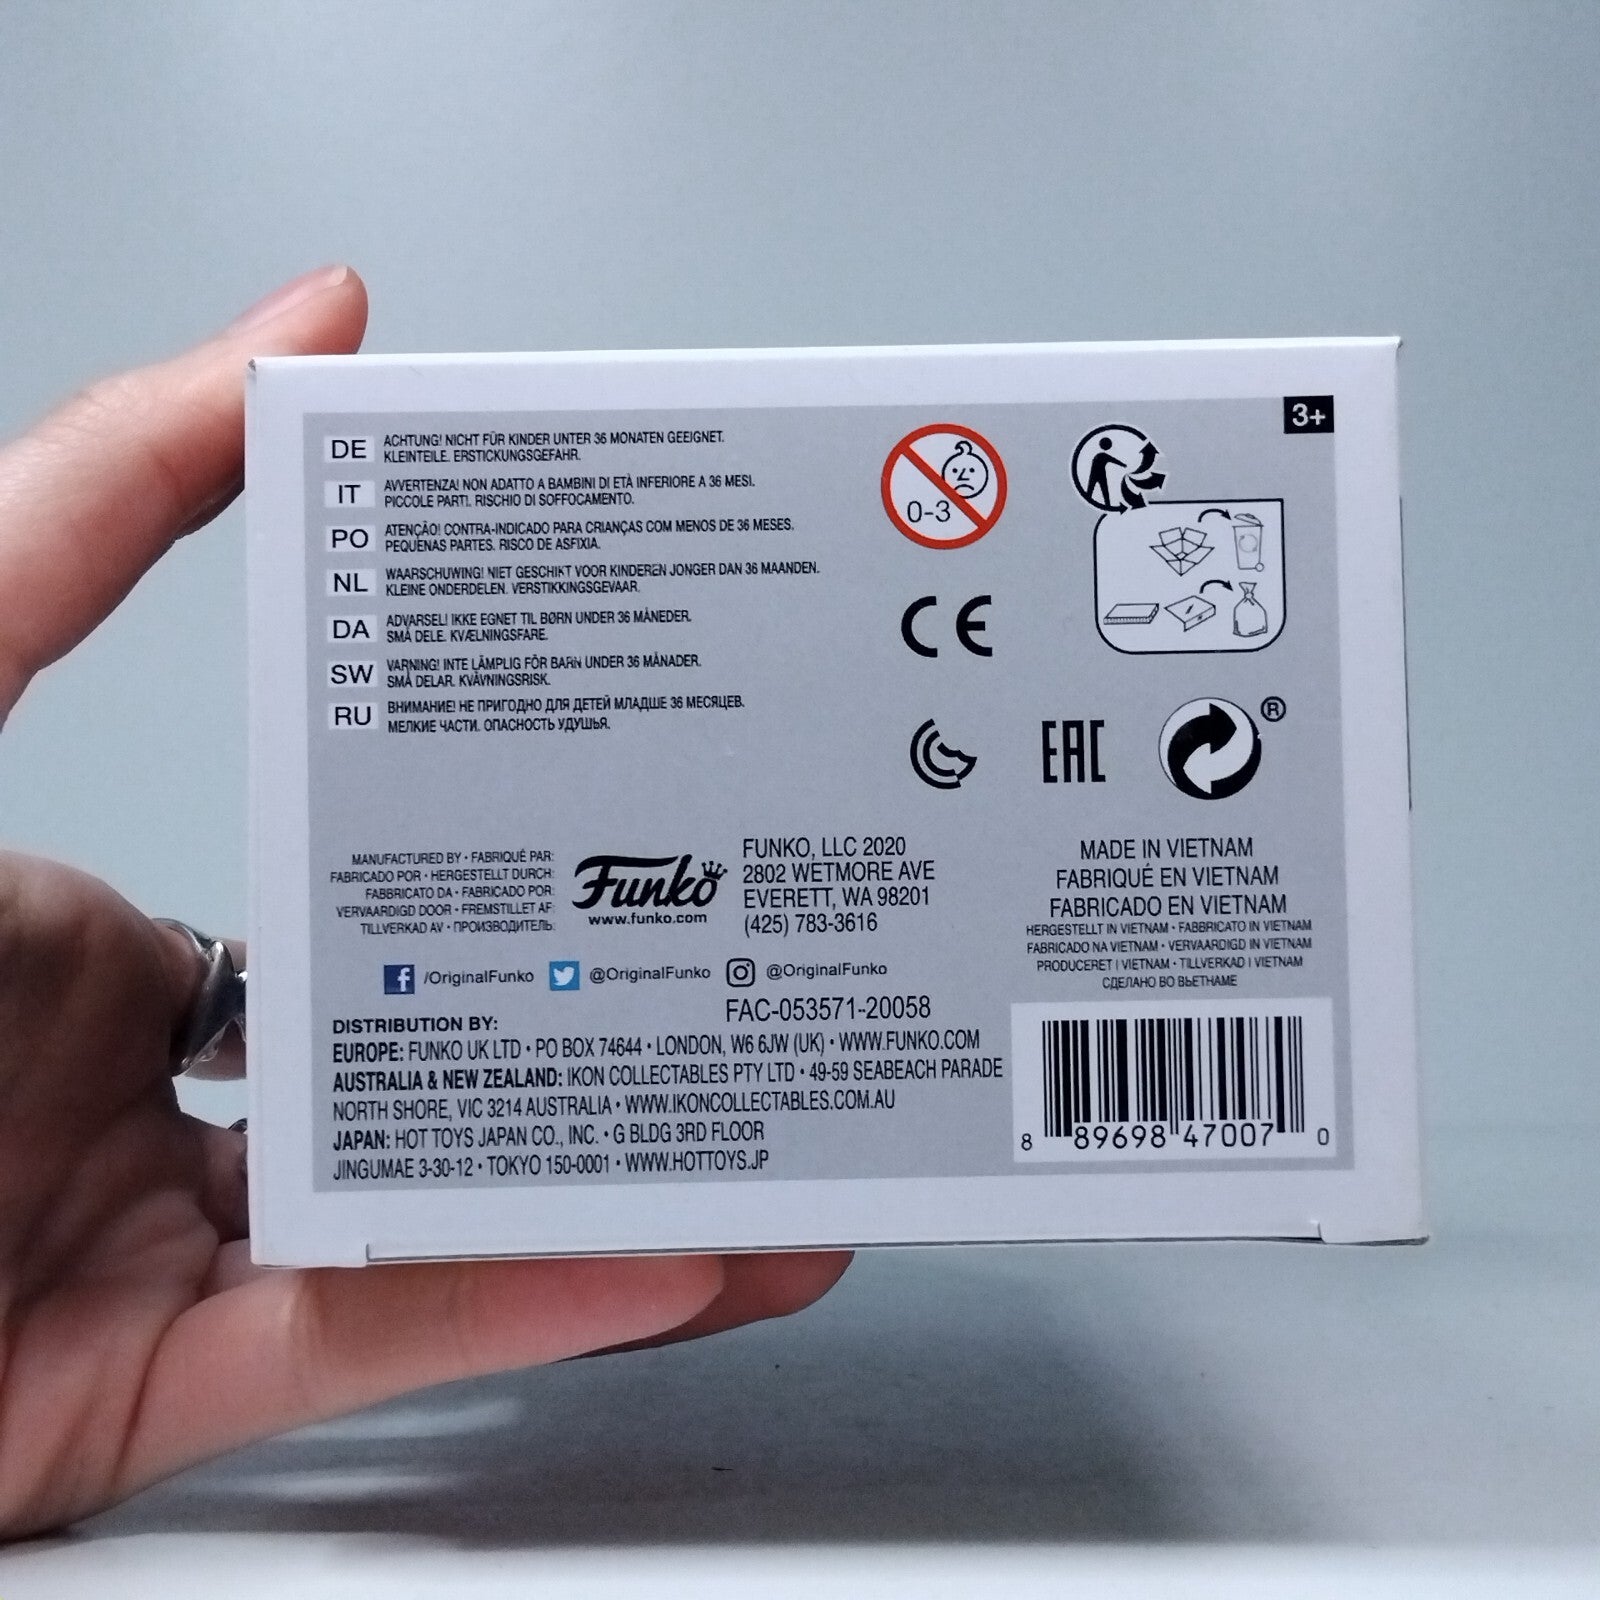 3+
DE ACHTUNG! NICHT FÜR KINDER UNTER 36 MONATEN GEEIGNET.
KLEINTEILE. ERSTICKUNGSGEFAHR.
IT AVVERTENZA! NON ADATTO A BAMBINI DI ETÀ INFERIORE A 36 MESI.
PICCOLE PARTI. RISCHIO DI SOFFOCAMENTO.
PO ATENÇÃO! CONTRA-INDICADO PARA CRIANÇAS COM MENOS DE 36 MESES.
PEQUENAS PARTES. RISCO DE ASFIXIA.
NL WAARSCHUWING! NIET GESCHIKT VOOR KINDEREN JONGER DAN 36 MAANDEN.
KLEINE ONDERDELEN. VERSTIKKINGSGEVAAR.
DA ADVARSEL! IKKE EGNET TIL BØRN UNDER 36 MÅNEDER.
SMÅ DELE. KVÆLNINGSFARE.
SW VARNING! INTE LÄMPLIG FÖR BARN UNDER 36 MÅNADER.
SMÅ DELAR. KVÄVNINGSRISK.
RU ВНИМАНИЕ! НЕ ПРИГОДНО ДЛЯ ДЕТЕЙ МЛАДШЕ 36 МЕСЯЦЕВ.
МЕЛКИЕ ЧАСТИ. ОПАСНОСТЬ УДУШЬЯ.
0-3
CE
EAC
®
MANUFACTURED BY • FABRIQUÉ PAR:
FABRICADO POR • HERGESTELLT DURCH:
FABBRICATO DA • FABRICADO POR:
VERVAARDIGD DOOR • FREMSTILLET AF:
TILLVERKAD AV • ПРОИЗВОДИТЕЛЬ:
Funko
www.funko.com
FUNKO, LLC 2020
2802 WETMORE AVE
EVERETT, WA 98201
(425) 783-3616
MADE IN VIETNAM
FABRIQUÉ EN VIETNAM
FABRICADO EN VIETNAM
HERGESTELLT IN VIETNAM • FABBRICATO IN VIETNAM
FABRICADO NA VIETNAM • VERVAARDIGD IN VIETNAM
PRODUCERET I VIETNAM • TILLVERKAD I VIETNAM
СДЕЛАНО ВО ВЬЕТНАМЕ
/OriginalFunko @OriginalFunko @OriginalFunko
FAC-053571-20058
DISTRIBUTION BY:
EUROPE: FUNKO UK LTD • PO BOX 74644 • LONDON, W6 6JW (UK) • WWW.FUNKO.COM
AUSTRALIA & NEW ZEALAND: IKON COLLECTABLES PTY LTD • 49-59 SEABEACH PARADE
NORTH SHORE, VIC 3214 AUSTRALIA • WWW.IKONCOLLECTABLES.COM.AU
JAPAN: HOT TOYS JAPAN CO., INC. • G BLDG 3RD FLOOR
JINGUMAE 3-30-12 • TOKYO 150-0001 • WWW.HOTTOYS.JP
8 89698 47007 0